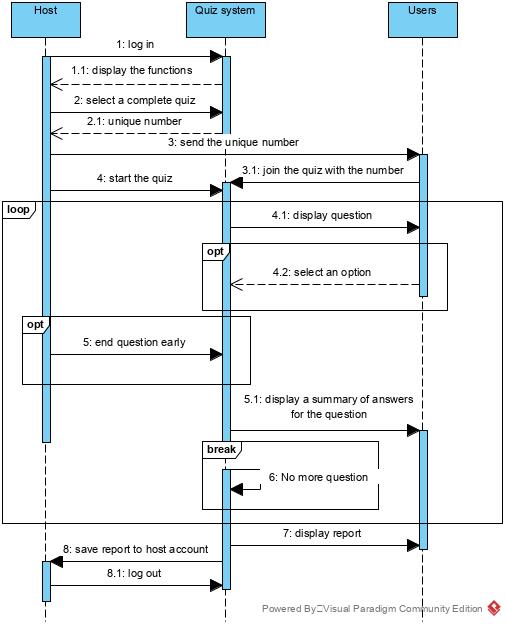 Host
Quiz system
Users
1: log in
1.1: display the functions
2: select a complete quiz
2.1: unique number
3: send the unique number
3.1: join the quiz with the number
4: start the quiz
loop
4.1: display question
opt
4.2: select an option
opt
5: end question early
5.1: display a summary of answers
for the question
break
6: No more question
7: display report
8: save report to host account
8.1: log out
Powered By Visual Paradigm Community Edition